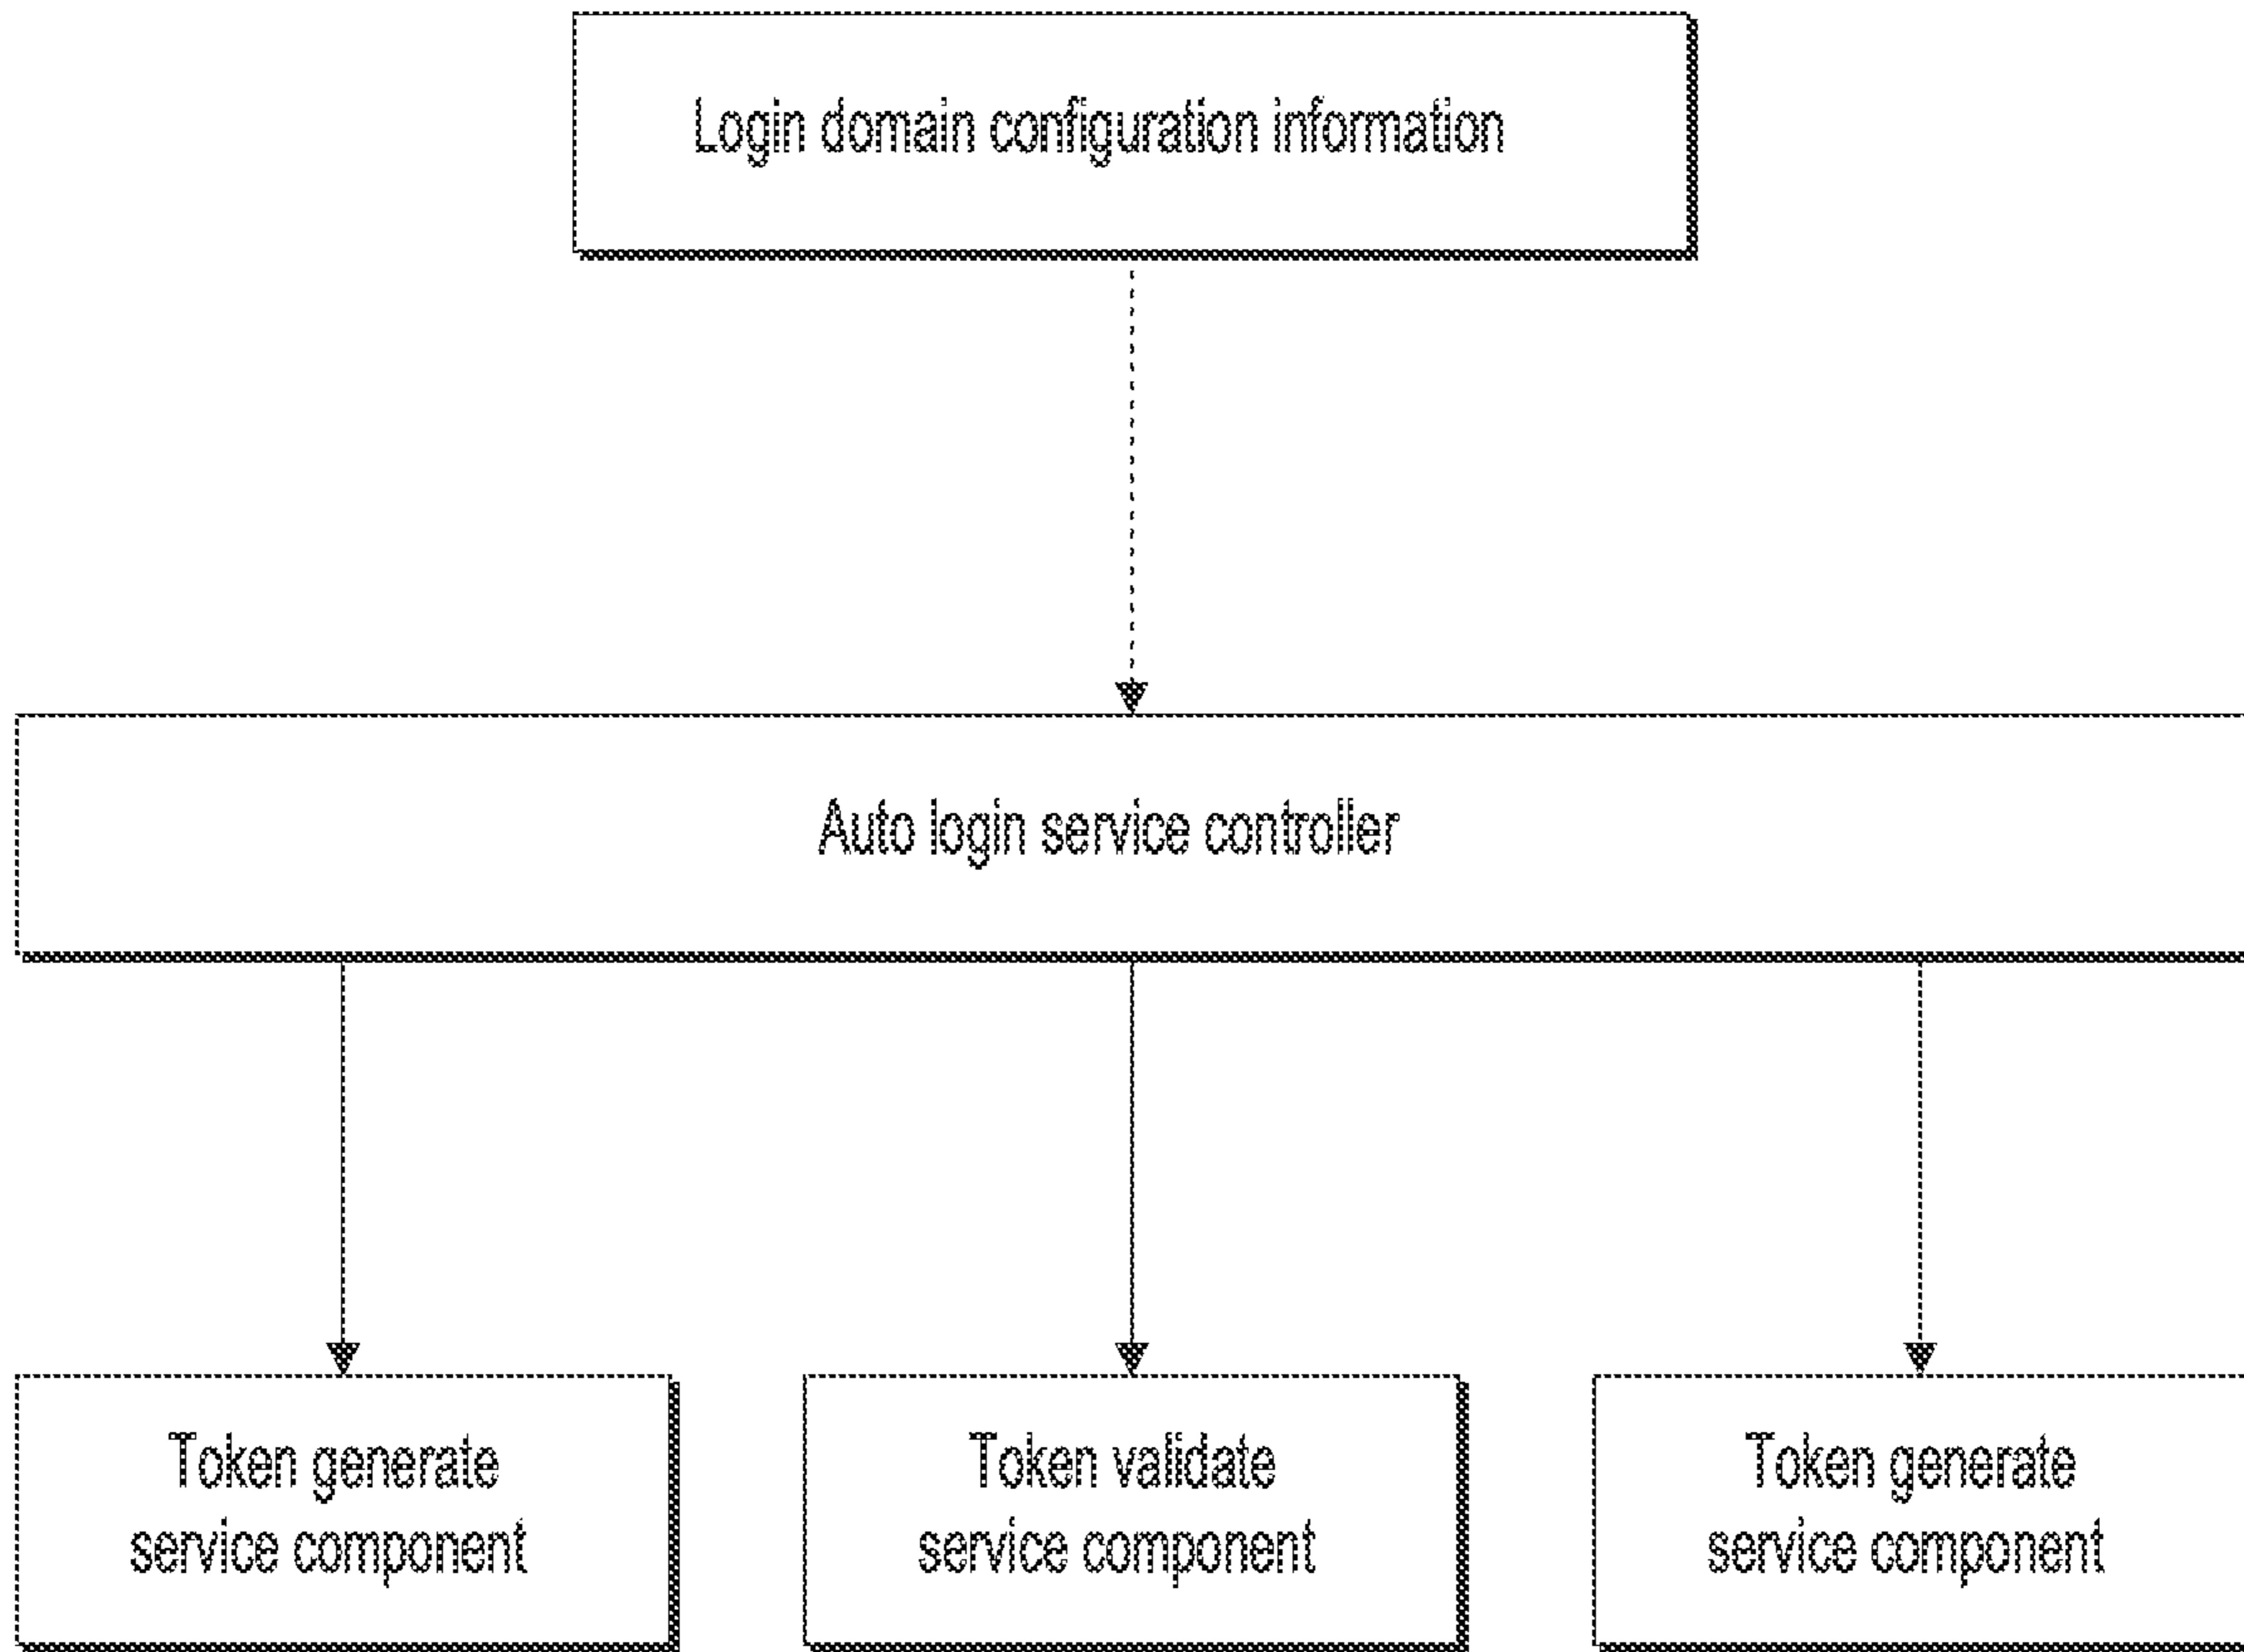 Login domain configuration information
Auto login service controller
Token generate
service component
Token validate
service component
Token generate
service component